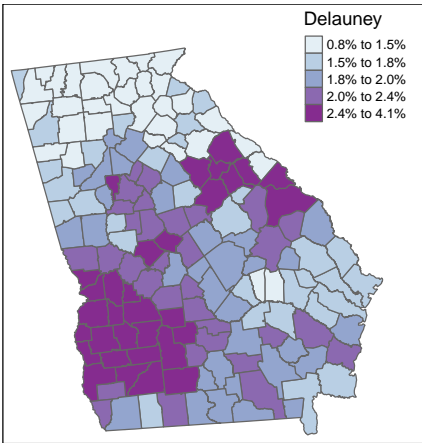 Delauney
0.8% to 1.5%
1.5% to 1.8%
1.8% to 2.0%
2.0% to 2.4%
2.4% to 4.1%